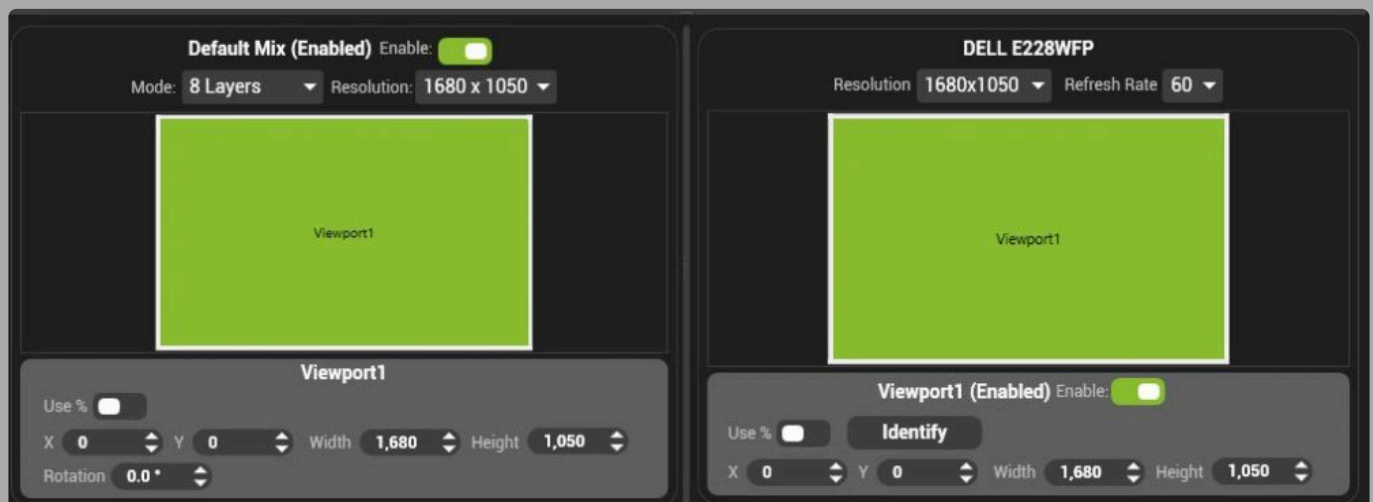 Default Mix (Enabled) Enable:
Mode: 8 Layers Resolution: 1680 x 1050
Viewport1
Viewport1
Use %
X 0 Y 0 Width 1,680 Height 1,050
Rotation 0.0 °
DELL E228WFP
Resolution 1680x1050 Refresh Rate 60
Viewport1
Viewport1 (Enabled) Enable:
Use % Identify
X 0 Y 0 Width 1,680 Height 1,050